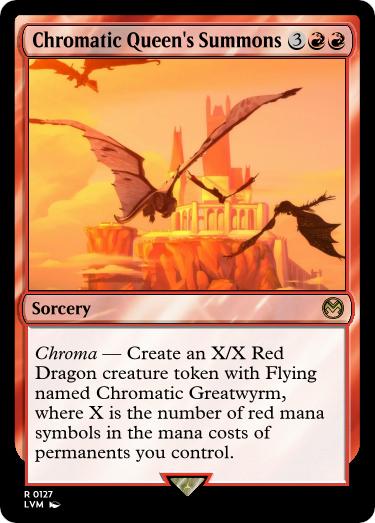 Chromatic Queen's Summons 3
Sorcery
Chroma — Create an X/X Red
Dragon creature token with Flying
named Chromatic Greatwyrm,
where X is the number of red mana
symbols in the mana costs of
permanents you control.
R 0127
LVM